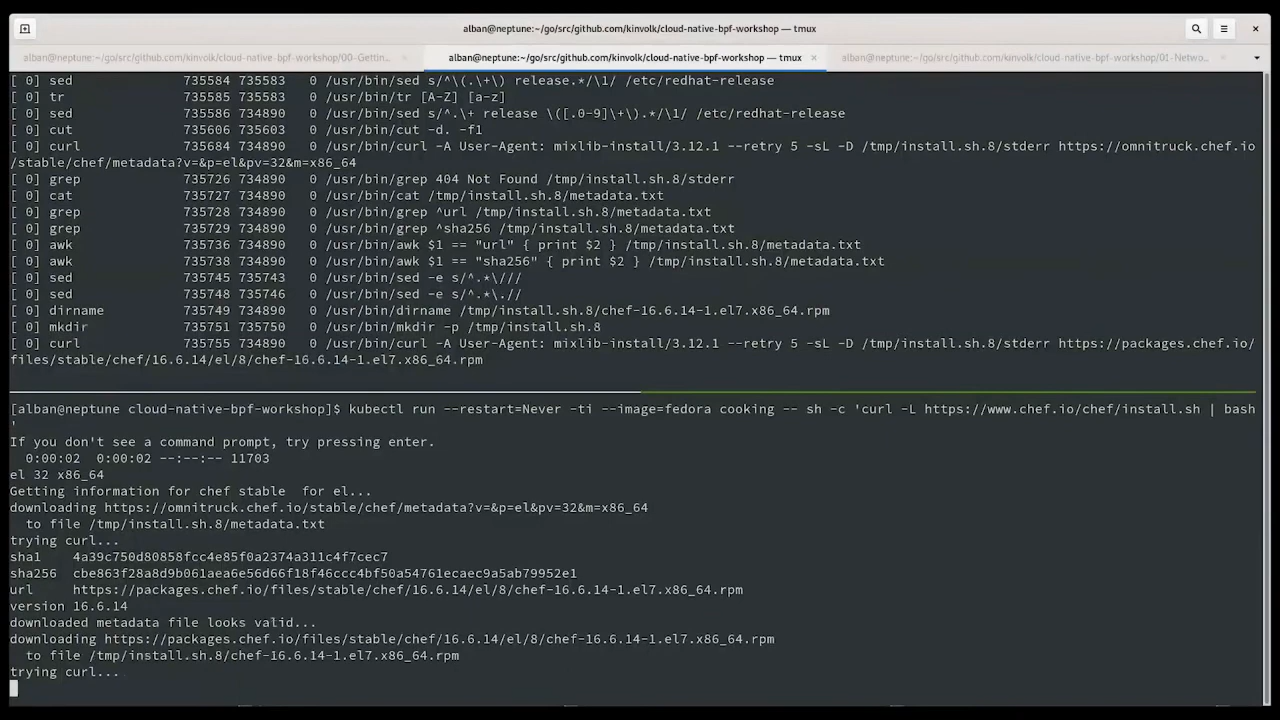 alban@neptune:~/go/src/github.com/kinvolk/cloud-native-bpf-workshop — tmux
alban@neptune:~/go/src/github.com/kinvolk/cloud-native-bpf-workshop/00-Gettin... × alban@neptune:~/go/src/github.com/kinvolk/cloud-native-bpf-workshop — tmux × alban@neptune:~/go/src/github.com/kinvolk/cloud-native-bpf-workshop/01-Netwo... ×
[ 0] sed 735584 735583 0 /usr/bin/sed s/^\(.\+\) release.*/\1/ /etc/redhat-release
[ 0] tr 735585 735583 0 /usr/bin/tr [A-Z] [a-z]
[ 0] sed 735586 734890 0 /usr/bin/sed s/^.\+ release \([.0-9]\+\).*/\1/ /etc/redhat-release
[ 0] cut 735606 735603 0 /usr/bin/cut -d. -f1
[ 0] curl 735684 734890 0 /usr/bin/curl -A User-Agent: mixlib-install/3.12.1 --retry 5 -sL -D /tmp/install.sh.8/stderr https://omnitruck.chef.io
/stable/chef/metadata?v=&p=el&pv=32&m=x86_64
[ 0] grep 735726 734890 0 /usr/bin/grep 404 Not Found /tmp/install.sh.8/stderr
[ 0] cat 735727 734890 0 /usr/bin/cat /tmp/install.sh.8/metadata.txt
[ 0] grep 735728 734890 0 /usr/bin/grep ^url /tmp/install.sh.8/metadata.txt
[ 0] grep 735729 734890 0 /usr/bin/grep ^sha256 /tmp/install.sh.8/metadata.txt
[ 0] awk 735736 734890 0 /usr/bin/awk $1 == "url" { print $2 } /tmp/install.sh.8/metadata.txt
[ 0] awk 735738 734890 0 /usr/bin/awk $1 == "sha256" { print $2 } /tmp/install.sh.8/metadata.txt
[ 0] sed 735745 735743 0 /usr/bin/sed -e s/^.*\///
[ 0] sed 735748 735746 0 /usr/bin/sed -e s/^.*\.//
[ 0] dirname 735749 734890 0 /usr/bin/dirname /tmp/install.sh.8/chef-16.6.14-1.el7.x86_64.rpm
[ 0] mkdir 735751 735750 0 /usr/bin/mkdir -p /tmp/install.sh.8
[ 0] curl 735755 734890 0 /usr/bin/curl -A User-Agent: mixlib-install/3.12.1 --retry 5 -sL -D /tmp/install.sh.8/stderr https://packages.chef.io/
files/stable/chef/16.6.14/el/8/chef-16.6.14-1.el7.x86_64.rpm
[alban@neptune cloud-native-bpf-workshop]$ kubectl run --restart=Never -ti --image=fedora cooking -- sh -c 'curl -L https://www.chef.io/chef/install.sh | bash
'
If you don't see a command prompt, try pressing enter.
0:00:02 0:00:02 --:--:-- 11703
el 32 x86_64
Getting information for chef stable  for el...
downloading https://omnitruck.chef.io/stable/chef/metadata?v=&p=el&pv=32&m=x86_64
to file /tmp/install.sh.8/metadata.txt
trying curl...
sha1 4a39c750d80858fcc4e85f0a2374a311c4f7cec7
sha256 cbe863f28a8d9b061aea6e56d66f18f46ccc4bf50a54761ecaec9a5ab79952e1
url https://packages.chef.io/files/stable/chef/16.6.14/el/8/chef-16.6.14-1.el7.x86_64.rpm
version 16.6.14
downloaded metadata file looks valid...
downloading https://packages.chef.io/files/stable/chef/16.6.14/el/8/chef-16.6.14-1.el7.x86_64.rpm
to file /tmp/install.sh.8/chef-16.6.14-1.el7.x86_64.rpm
trying curl...